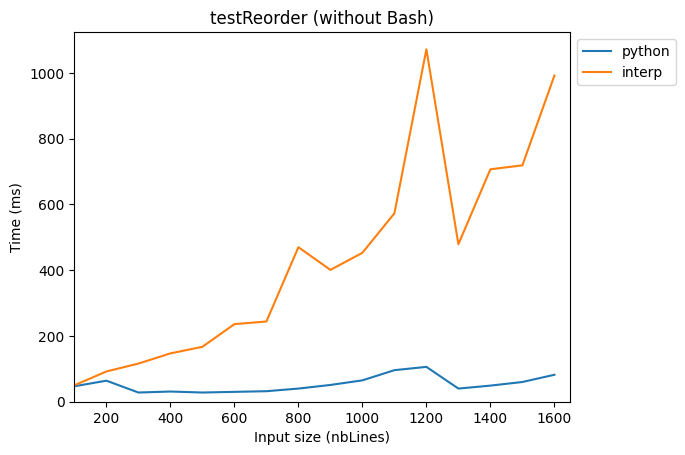 testReorder (without Bash)
python
interp
Time (ms)
1000
800
600
400
200
0
200 400 600 800 1000 1200 1400 1600
Input size (nbLines)